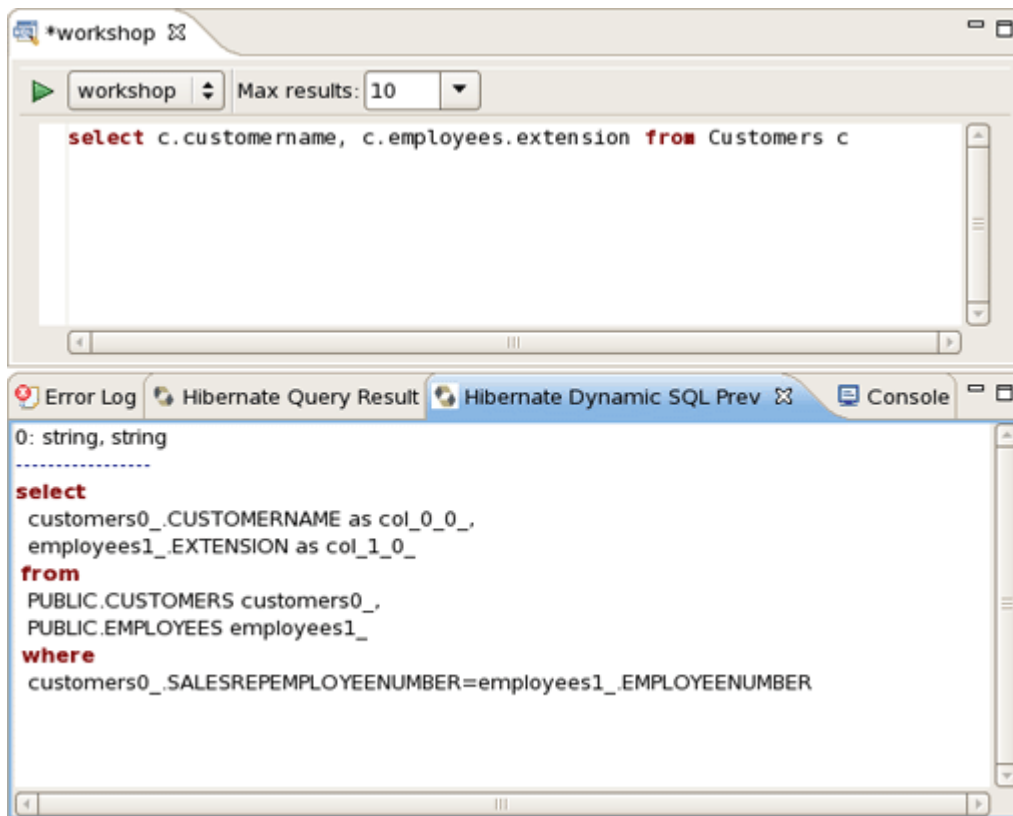 *workshop
workshop Max results: 10
select c.customername, c.employees.extension from Customers c
Error Log Hibernate Query Result Hibernate Dynamic SQL Prev Console
0: string, string
-----------------
select
customers0_.CUSTOMERNAME as col_0_0_,
employees1_.EXTENSION as col_1_0_
from
PUBLIC.CUSTOMERS customers0_,
PUBLIC.EMPLOYEES employees1_
where
customers0_.SALESREPEMPLOYEENUMBER=employees1_.EMPLOYEENUMBER